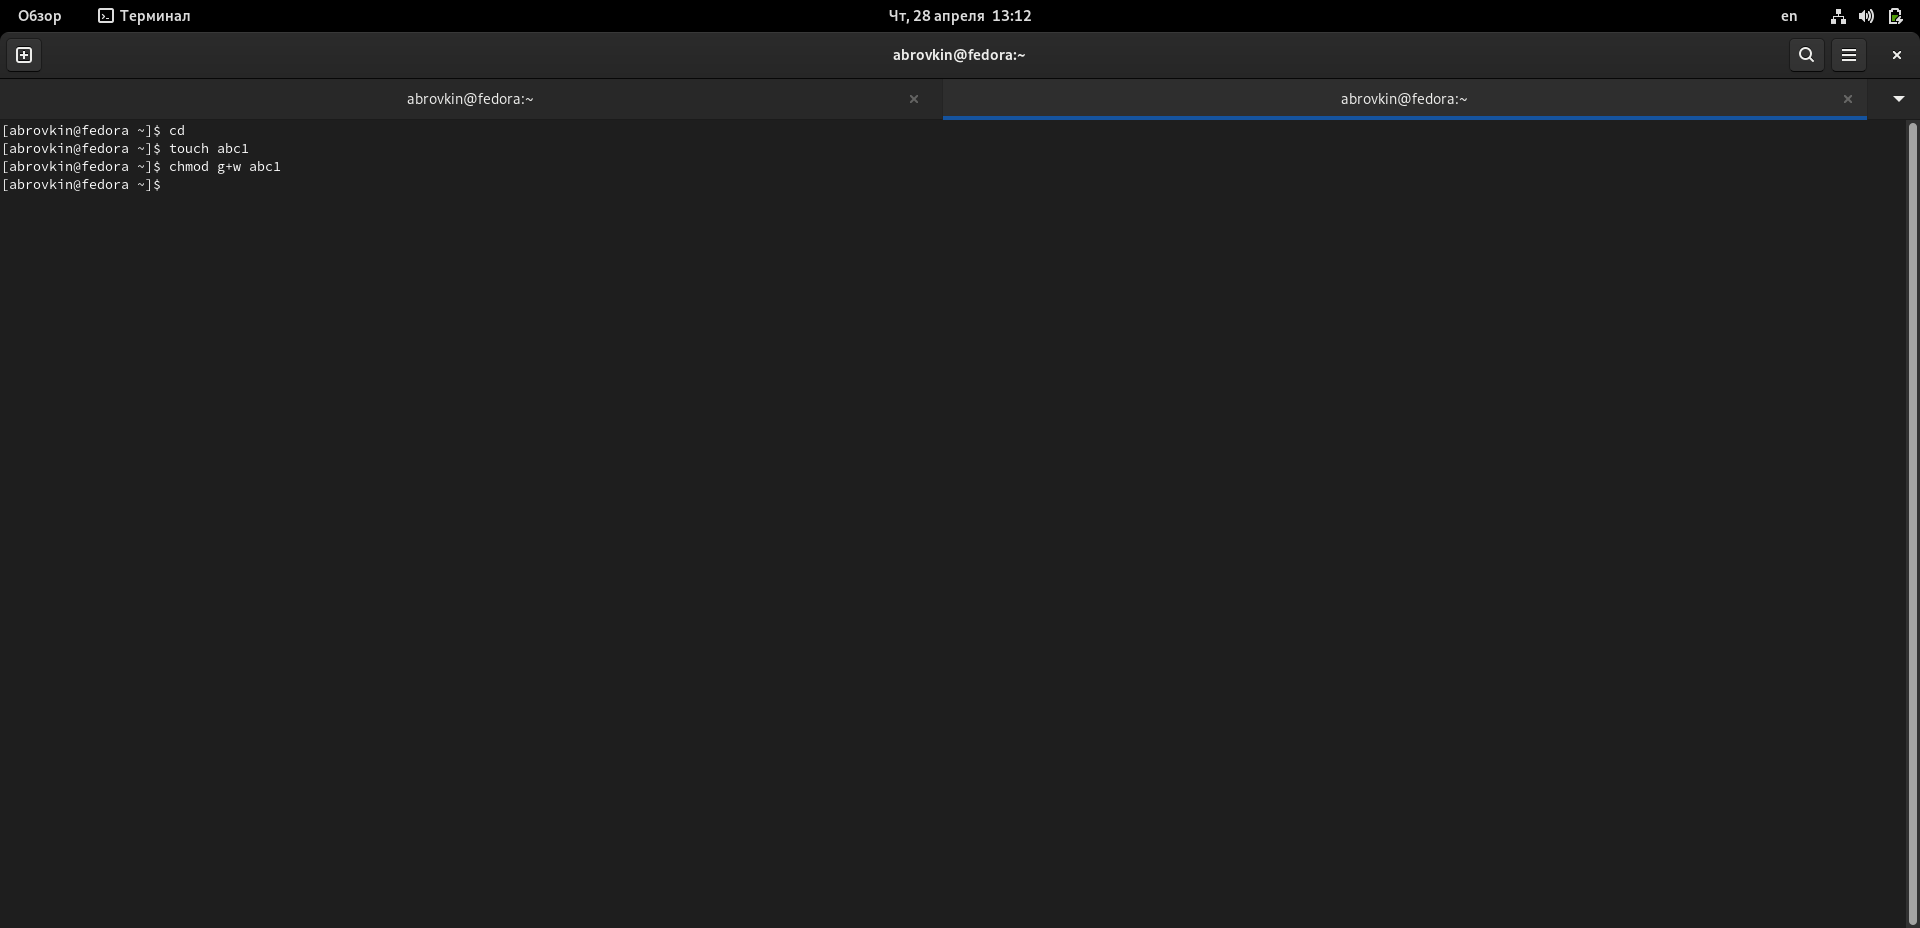 Обзор Терминал Чт, 28 апреля 13:12 en
abrovkin@fedora:~
abrovkin@fedora:~ abrovkin@fedora:~
[abrovkin@fedora ~]$ cd
[abrovkin@fedora ~]$ touch abc1
[abrovkin@fedora ~]$ chmod g+w abc1
[abrovkin@fedora ~]$